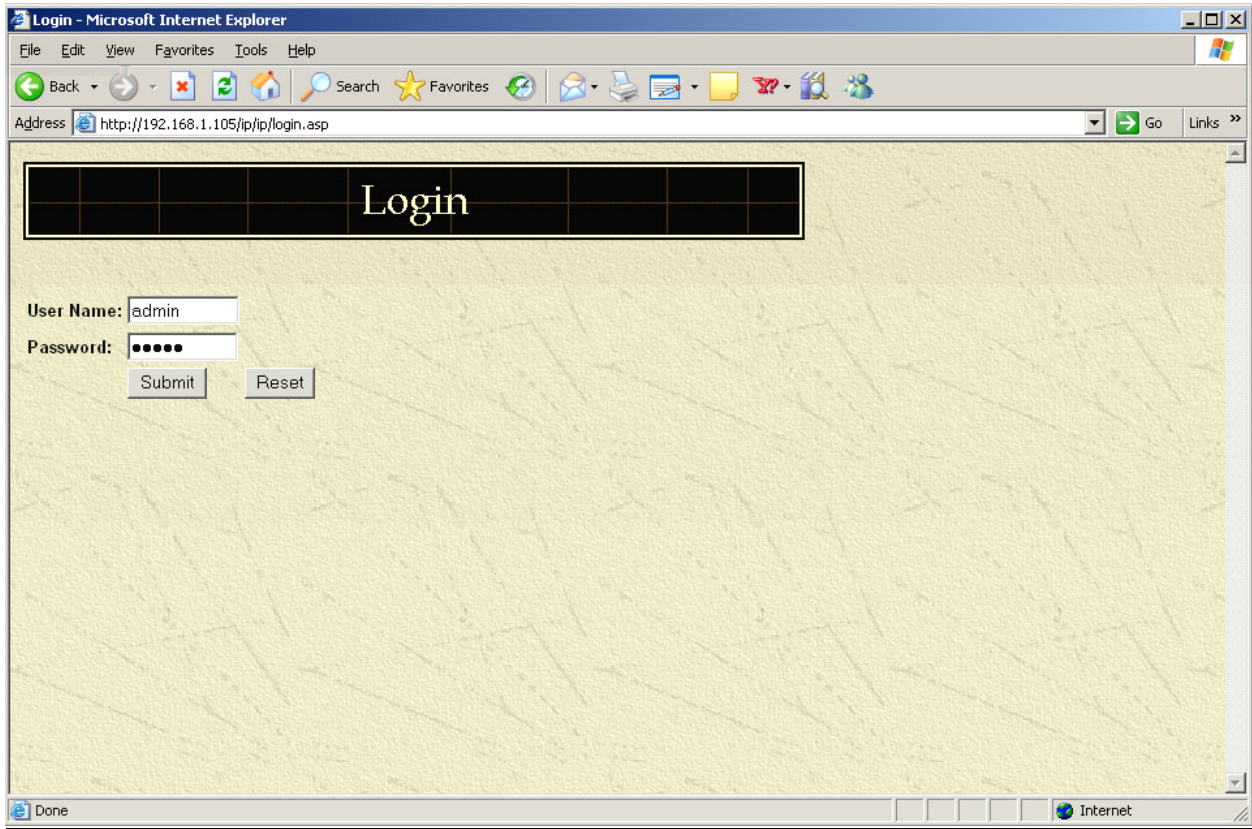 Login - Microsoft Internet Explorer
File Edit View Favorites Tools Help
Back Search Favorites Y?
Address http://192.168.1.105/ip/ip/login.asp Go Links »
Login
User Name: admin
Password: •••••
Submit Reset
Done Internet